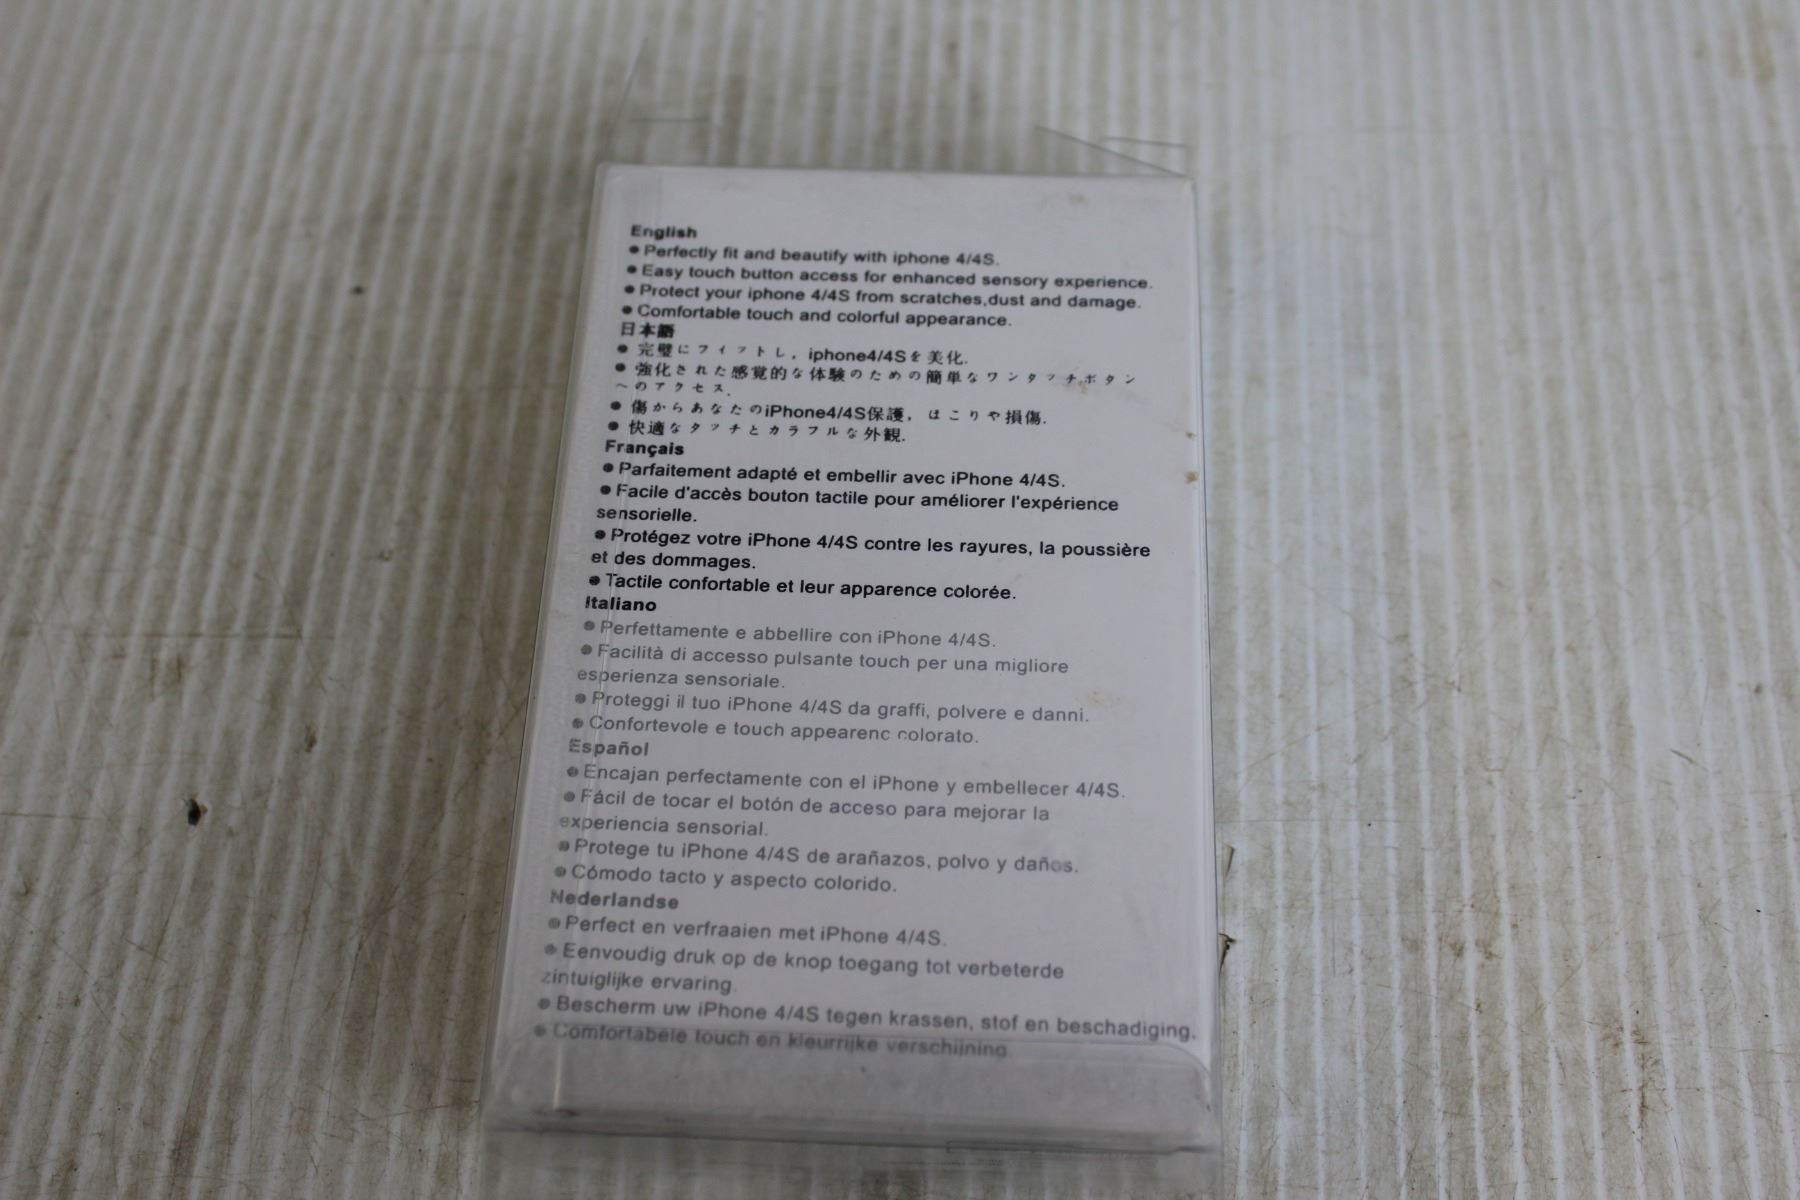 English
● Perfectly fit and beautify with iphone 4/4S.
● Easy touch button access for enhanced sensory experience.
● Protect your iphone 4/4S from scratches,dust and damage.
● Comfortable touch and colorful appearance.
日本語
● 完璧にフィットし，iphone4/4Sを美化.
● 強化された感覚的な体験のための簡単なワンタッチボタン
へのアクセス.
● 傷からあなたのiPhone4/4S保護，ほこりや損傷.
● 快適なタッチとカラフルな外観.
Français
● Parfaitement adapté et embellir avec iPhone 4/4S.
● Facile d'accès bouton tactile pour améliorer l'expérience
sensorielle.
● Protégez votre iPhone 4/4S contre les rayures, la poussière
et des dommages.
● Tactile confortable et leur apparence colorée.
Italiano
● Perfettamente e abbellire con iPhone 4/4S.
● Facilità di accesso pulsante touch per una migliore
esperienza sensoriale.
● Proteggi il tuo iPhone 4/4S da graffi, polvere e danni.
● Confortevole e touch appearenc colorato.
Español
● Encajan perfectamente con el iPhone y embellecer 4/4S.
● Fácil de tocar el botón de acceso para mejorar la
experiencia sensorial.
● Protege tu iPhone 4/4S de arañazos, polvo y daños.
● Cómodo tacto y aspecto colorido.
Nederlandse
● Perfect en verfraaien met iPhone 4/4S.
● Eenvoudig druk op de knop toegang tot verbeterde
zintuiglijke ervaring.
● Bescherm uw iPhone 4/4S tegen krassen, stof en beschadiging.
● Comfortabele touch en kleurrijke verschijning.